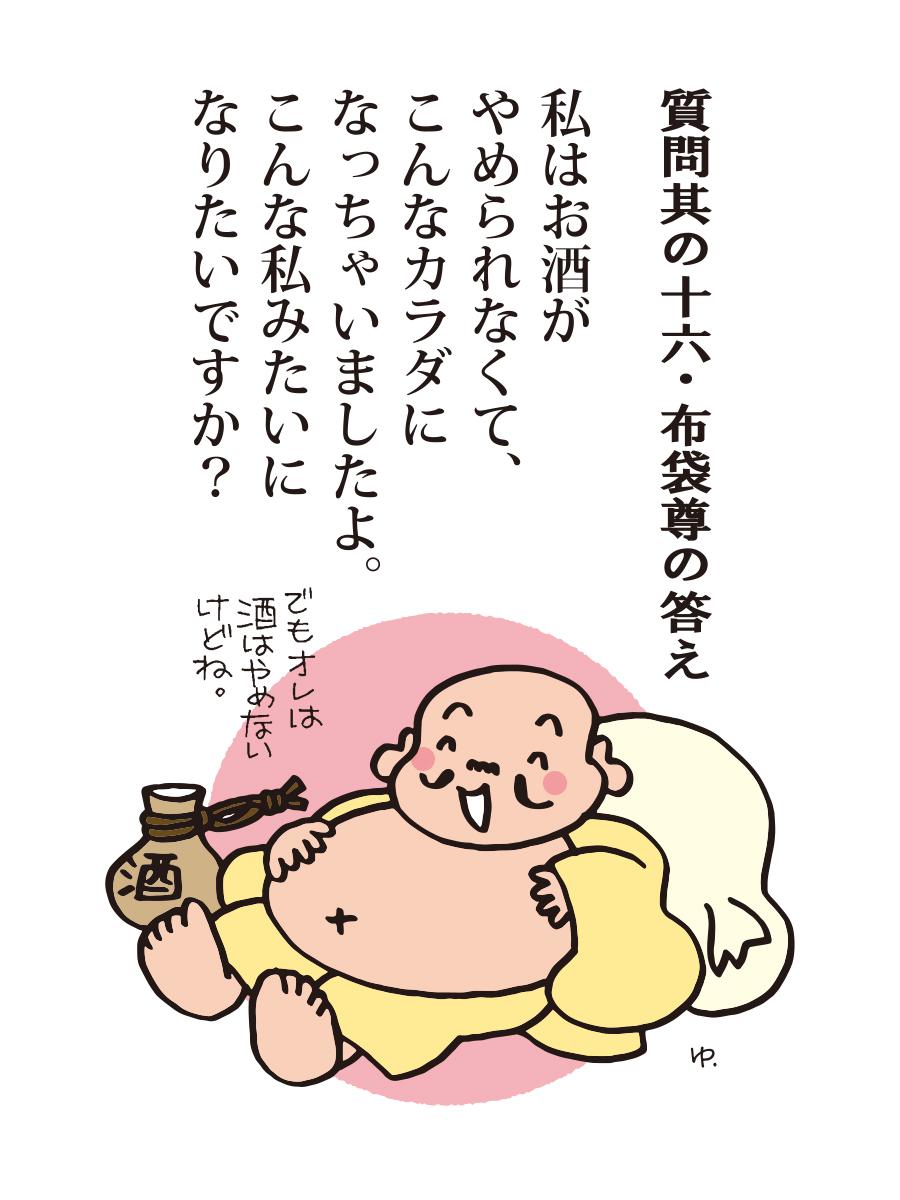 質問其の十六・布袋尊の答え
私はお酒が
やめられなくて、
こんなカラダに
なっちゃいましたよ。
こんな私みたいに
なりたいですか？
でもオレは
酒はやめない
けどね。
酒
ゆ.